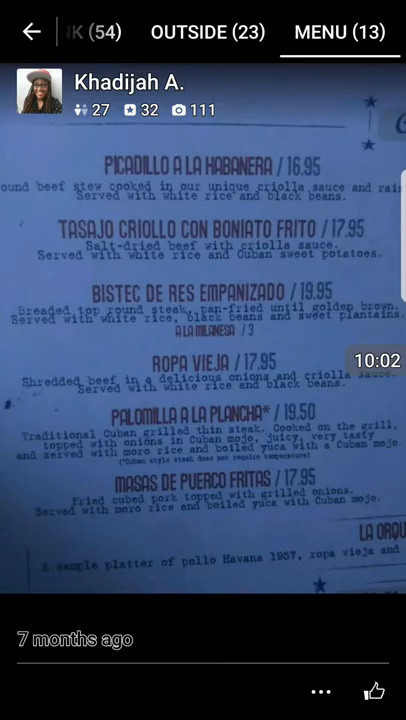 (54)
OUTSIDE (23)
MENU (13)
Khadijah A.
27 32 111
PICADILLO A LA HABANERA / 16.95
ound beef stew cooked in our unique criolla sauce and rais
Served with white rice and black beans.
TASAJO CRIOLLO CON BONIATO FRITO / 17.95
Salt-dried beef with criolla sauce.
Served with white rice and Cuban sweet potatoes.
BISTEC DE RES EMPANIZADO / 19.95
Breaded top round steak, pan-fried until golden brown.
Served with white rice, black beans and sweet plantains.
A LA MILANESA / 3
10:02
ROPA VIEJA / 17.95
Shredded beef in a delicious onions and criolla sauce.
Served with white rice and black beans.
PALOMILLA A LA PLANCHA* / 19.50
Traditional Cuban grilled thin steak. Cooked on the grill,
topped with onions in Cuban mojo, juicy, very tasty
and served with moro rice and boiled yuca with a Cuban mojo.
(*Cuban style steak does not require temperature)
MASAS DE PUERCO FRITAS / 17.95
Fried cubed pork topped with grilled onions.
Served with moro rice and boiled yuca with Cuban mojo.
LA ORQU
A sample platter of pollo Havana 1957, ropa vieja and
7 months ago